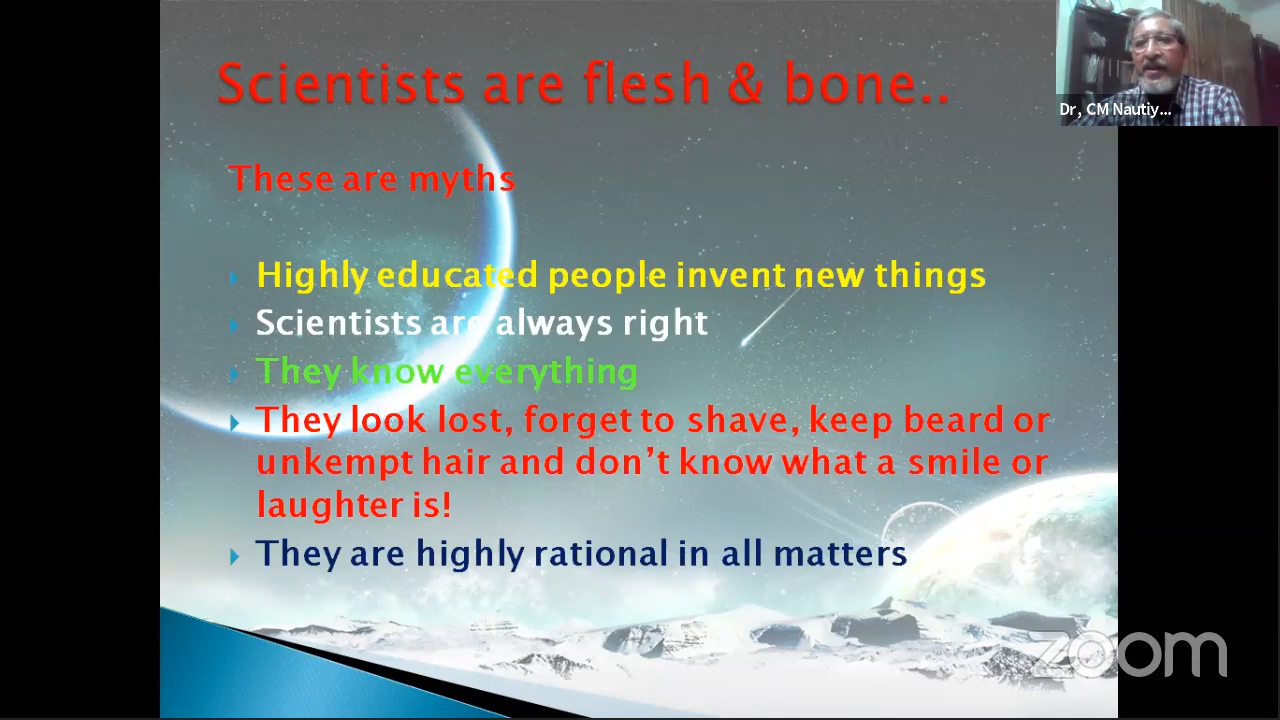 Scientists are flesh & bone..
Dr, CM Nautiy...
These are myths
Highly educated people invent new things
Scientists are always right
They know everything
They look lost, forget to shave, keep beard or
unkempt hair and don't know what a smile or
laughter is!
They are highly rational in all matters
zoom